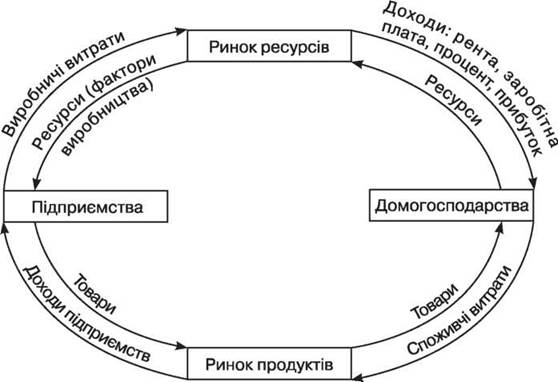 Ринок ресурсів
Доходи: рента, заробітна
плата, процент, прибуток
Виробничі витрати
Ресурси (фактори
виробництва)
Ресурси
Підприємства
Домогосподарства
Товари
Доходи підприємств
Товари
Споживчі витрати
Ринок продуктів